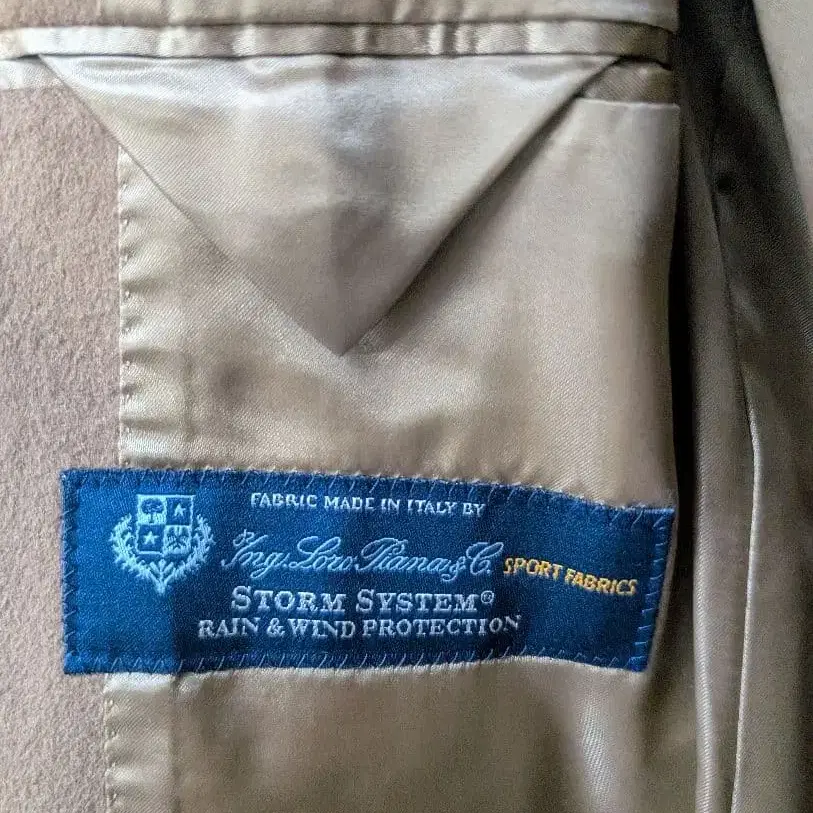 FABRIC MADE IN ITALY BY
Ing. Loro Piana & C. SPORT FABRICS
STORM SYSTEM®
RAIN & WIND PROTECTION